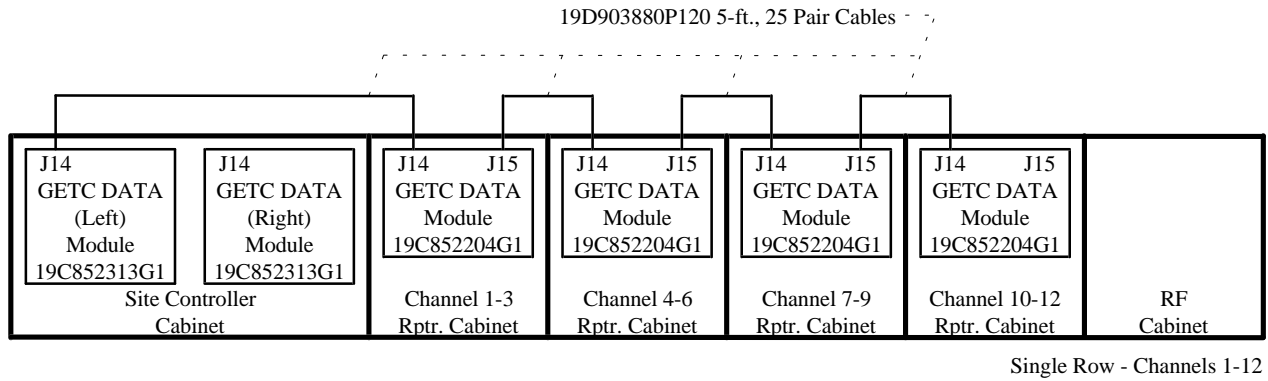 19D903880P120 5-ft., 25 Pair Cables
J14
GETC DATA
(Left)
Module
19C852313G1
J14
GETC DATA
(Right)
Module
19C852313G1
Site Controller
Cabinet
J14 J15
GETC DATA
Module
19C852204G1
Channel 1-3
Rptr. Cabinet
J14 J15
GETC DATA
Module
19C852204G1
Channel 4-6
Rptr. Cabinet
J14 J15
GETC DATA
Module
19C852204G1
Channel 7-9
Rptr. Cabinet
J14 J15
GETC DATA
Module
19C852204G1
Channel 10-12
Rptr. Cabinet
RF
Cabinet
Single Row - Channels 1-12